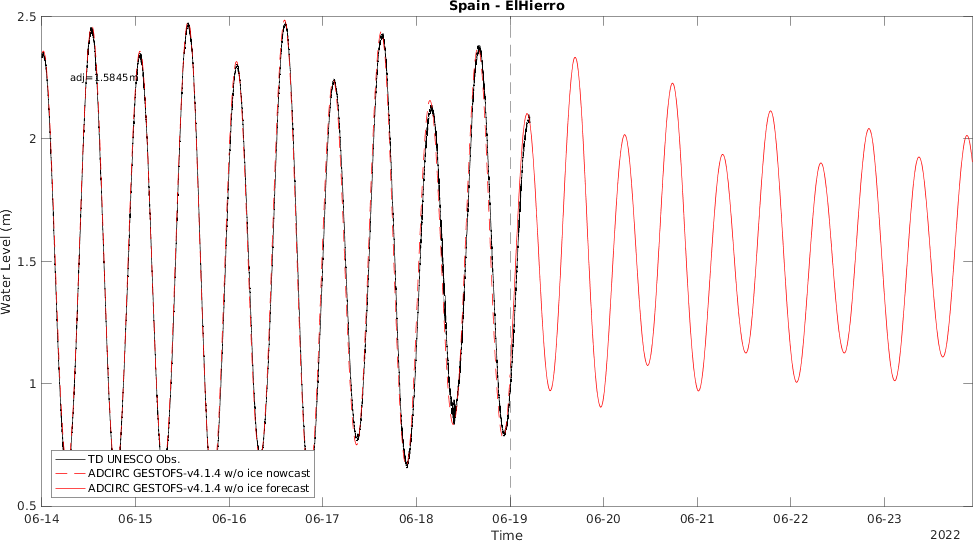 Spain - ElHierro
2.5
adj=1.5845m
2
1.5
1
0.5
Water Level (m)
TD UNESCO Obs.
ADCIRC GESTOFS-v4.1.4 w/o ice nowcast
ADCIRC GESTOFS-v4.1.4 w/o ice forecast
06-14 06-15 06-16 06-17 06-18 06-19 06-20 06-21 06-22 06-23
Time
2022